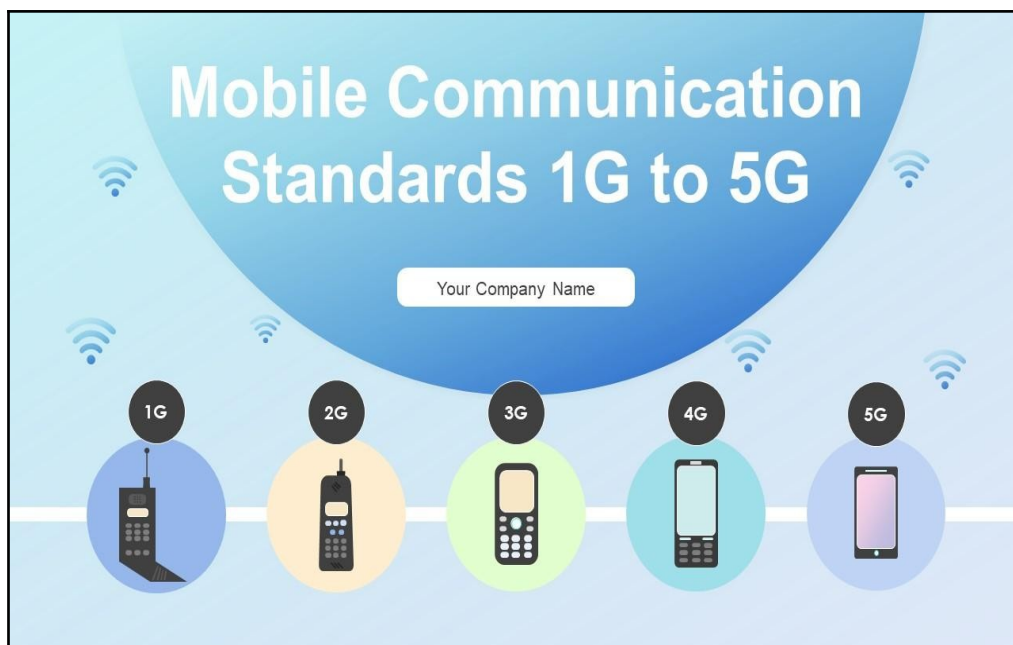 Mobile Communication
Standards 1G to 5G
Your Company Name
1G
2G
3G
4G
5G